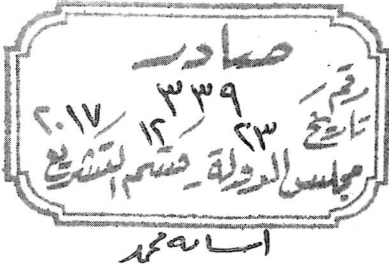 صادر
رقم ٣٣٩
تاريخ ٢٣ ١٢ ٢٠١٧
مجلس الدولة - قسم التشريع
اسامه محمد